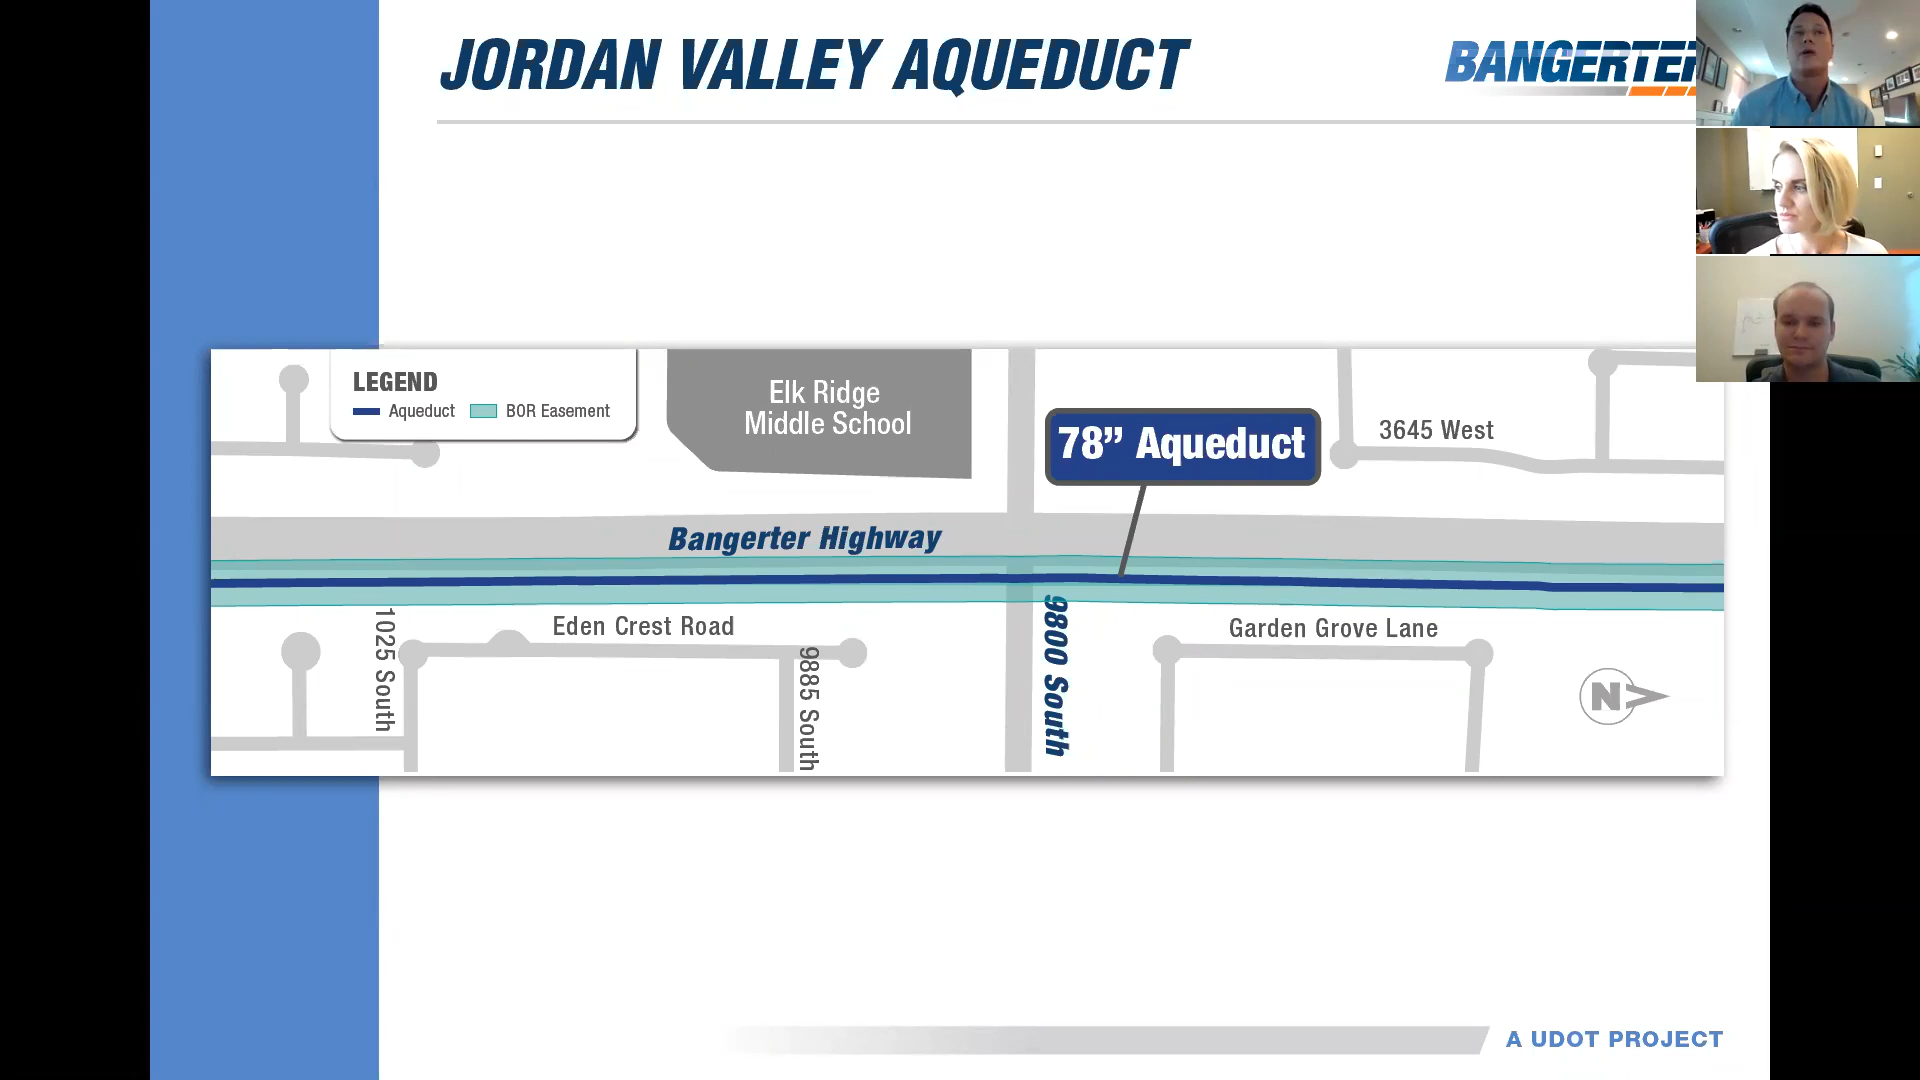 JORDAN VALLEY AQUEDUCT
BANGERTER
LEGEND
Aqueduct
BOR Easement
Elk Ridge
Middle School
78” Aqueduct
3645 West
Bangerter Highway
1025 South
Eden Crest Road
9885 South
9800 South
Garden Grove Lane
N
A UDOT PROJECT